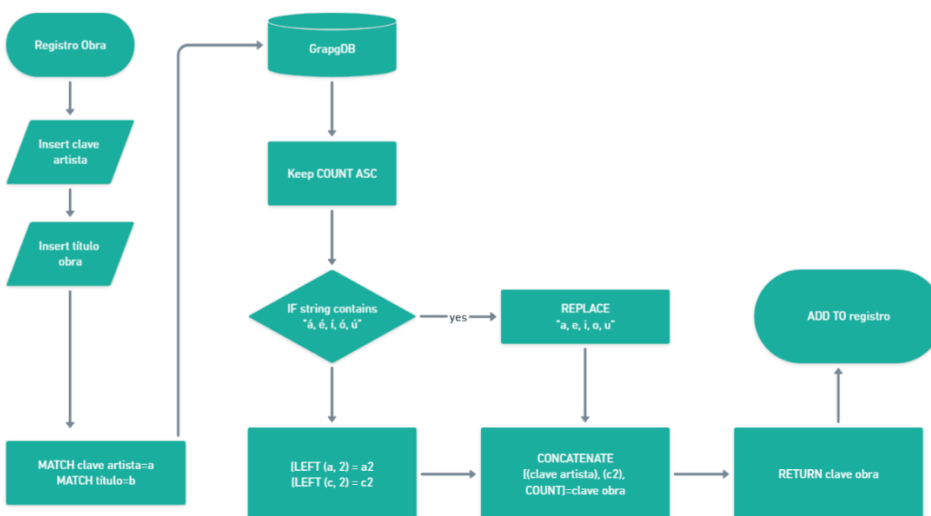 Registro Obra
Insert clave
artista
Insert título
obra
MATCH clave artista=a
MATCH título=b
GrapgDB
Keep COUNT ASC
IF string contains
"á, é, í, ó, ú"
yes
REPLACE
"a, e, i, o, u"
[LEFT (a, 2) = a2
[LEFT (c, 2) = c2
CONCATENATE
[(clave artista), (c2),
COUNT]=clave obra
RETURN clave obra
ADD TO registro